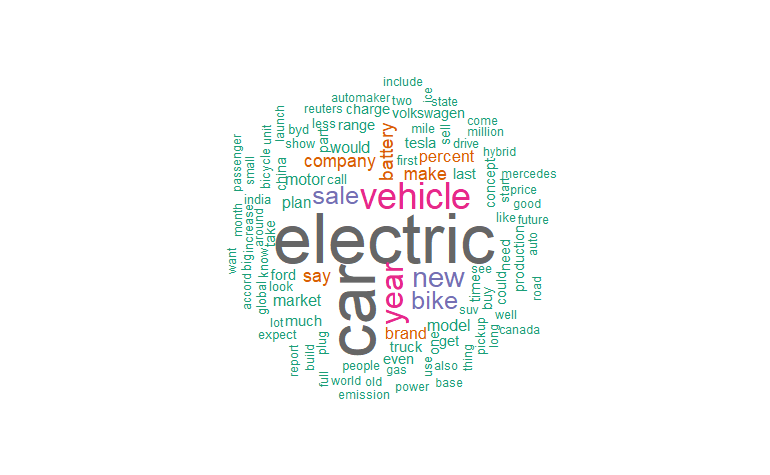 include
automaker
two
ice
state
reuters
charge
volkswagen
launch
less
range
come
million
byd
part
mile
sell
unit
show
would
battery
tesla
drive
hybrid
passenger
small
bicycle
china
company
first
percent
concept
motor
call
make
last
start
mercedes
price
india
plan
sale
vehicle
good
month
increase
around
take
electric
like
future
want
big
know
production
auto
accord
global
ford
say
car
year
new
need
road
look
bike
time
see
could
market
buy
suv
lot
much
brand
model
well
canada
expect
plug
truck
get
one
pickup
long
report
build
people
even
gas
use
also
thing
full
world
old
power
base
emission